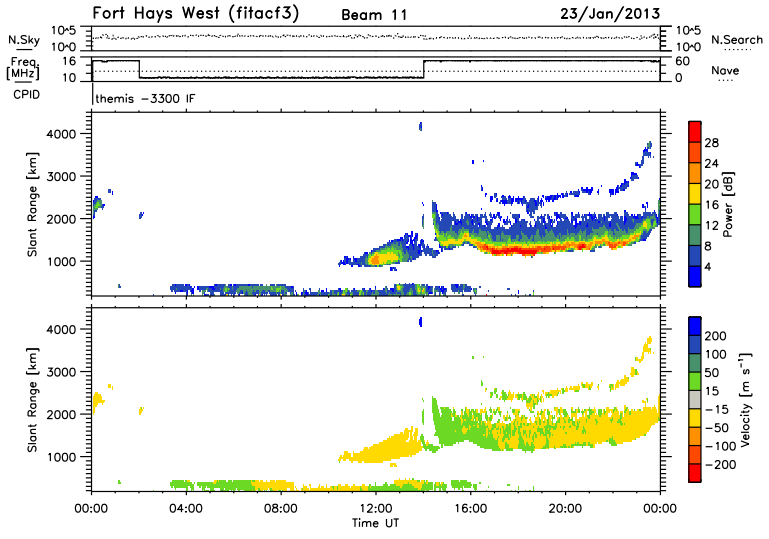 Fort Hays West (fitacf3) Beam 11 23/Jan/2013
N.Sky 10^5 10^0 10^5 10^0 N.Search
Freq. [MHz] 16 10 60 0 Nave
CPID themis -3300 IF
Slant Range [km] 4000 3000 2000 1000
Power [dB] 28 24 20 16 12 8 4
Slant Range [km] 4000 3000 2000 1000
Velocity [m s^-1] 200 100 50 15 -15 -50 -100 -200
00:00 04:00 08:00 12:00 16:00 20:00 00:00
Time UT